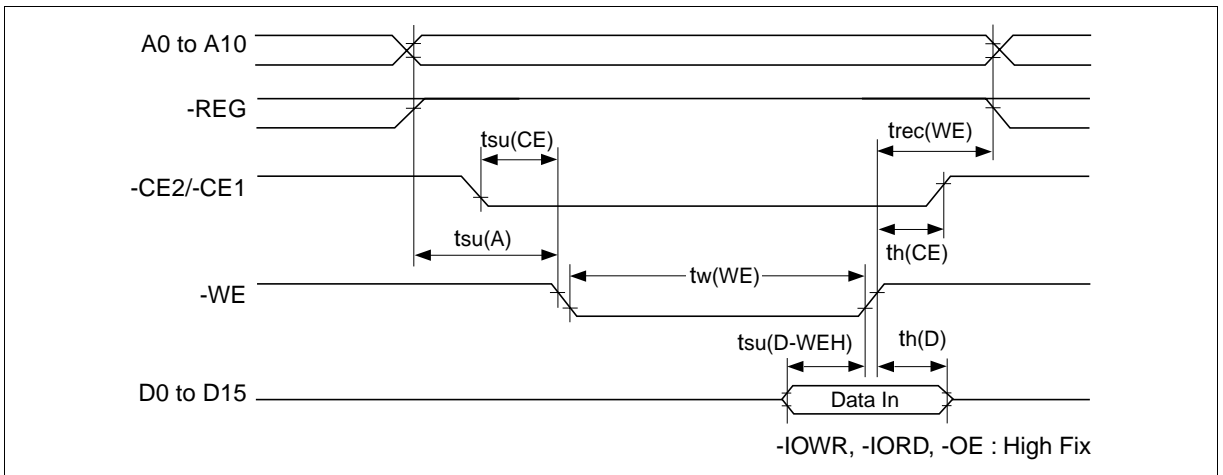 A0 to A10
-REG
tsu(CE)
trec(WE)
-CE2/-CE1
tsu(A)
th(CE)
tw(WE)
-WE
tsu(D-WEH)
th(D)
D0 to D15
Data In
-IOWR, -IORD, -OE : High Fix